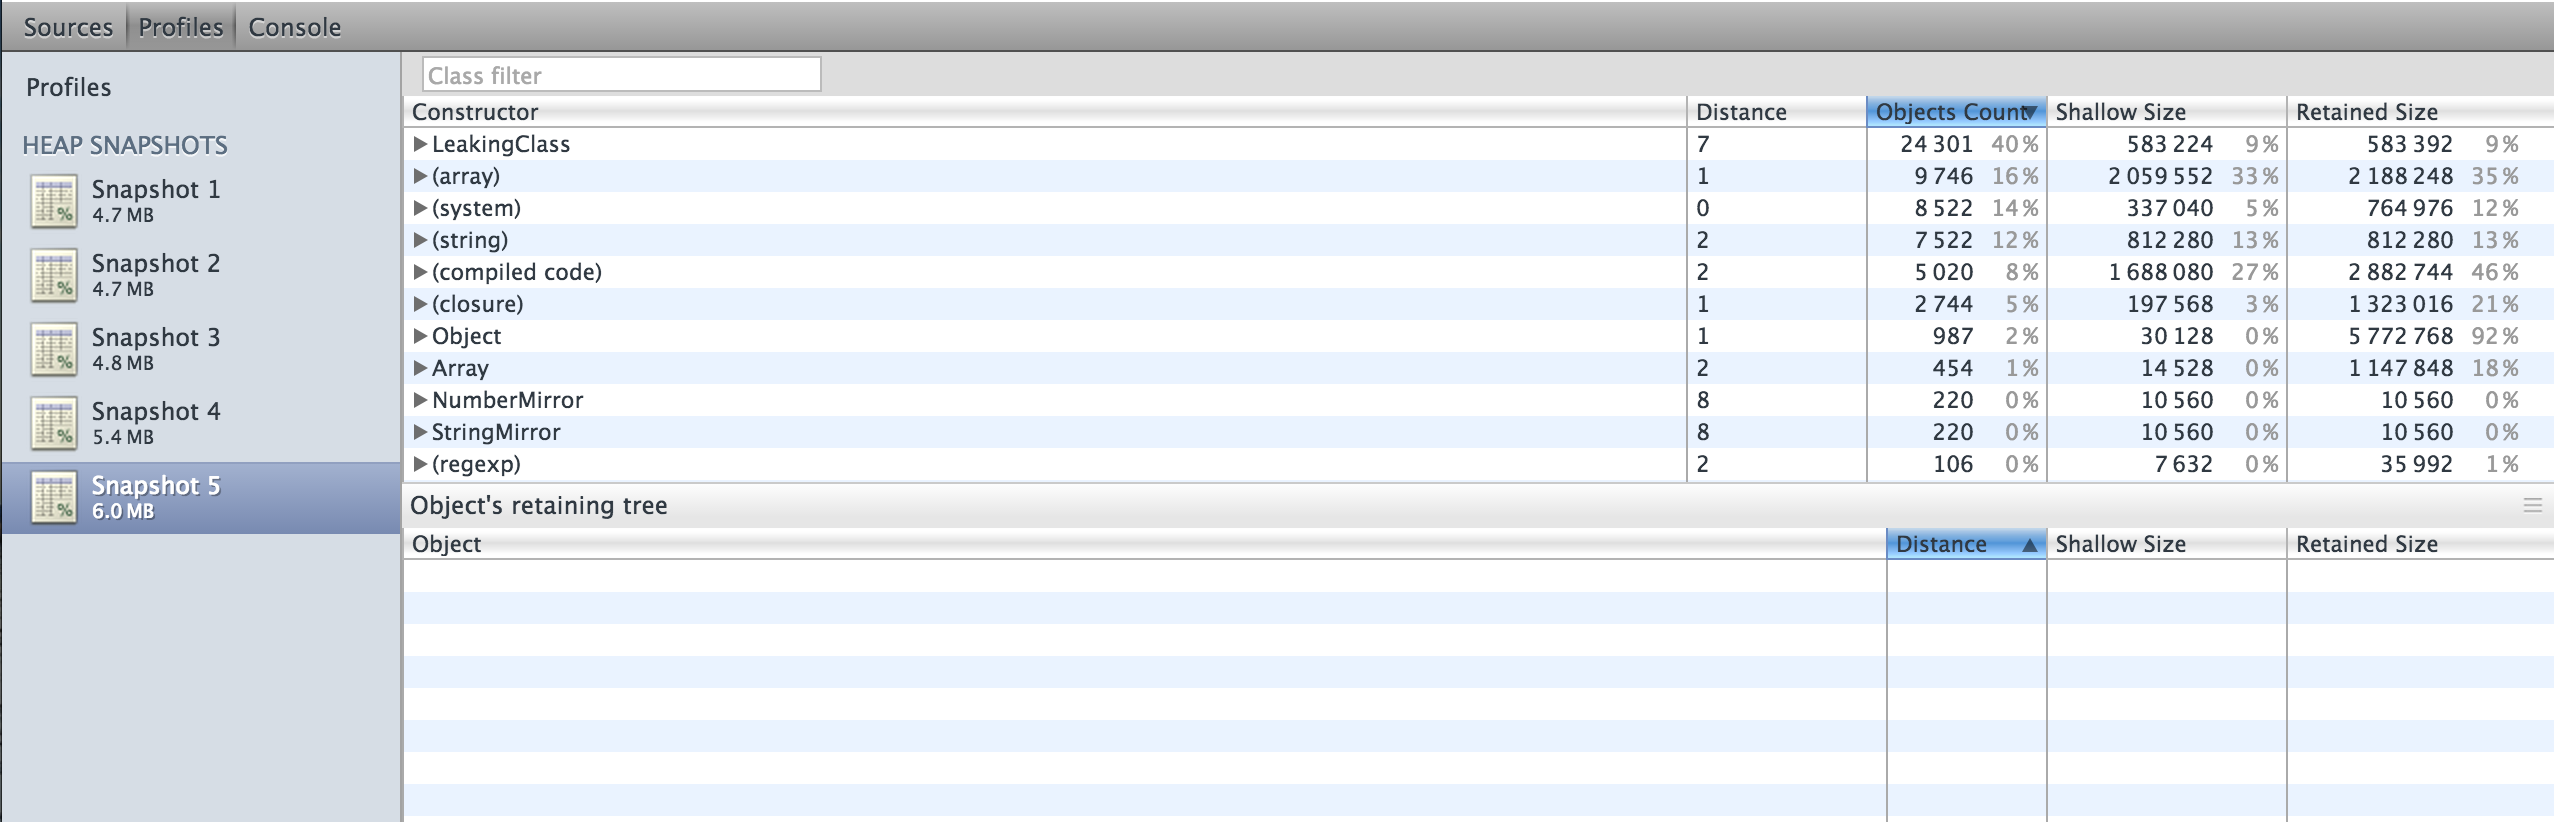 Sources Profiles Console
Profiles
HEAP SNAPSHOTS
Snapshot 1
4.7 MB
Snapshot 2
4.7 MB
Snapshot 3
4.8 MB
Snapshot 4
5.4 MB
Snapshot 5
6.0 MB
Class filter
Constructor Distance Objects Count Shallow Size Retained Size
LeakingClass 7 24 301 40% 583 224 9% 583 392 9%
(array) 1 9 746 16% 2 059 552 33% 2 188 248 35%
(system) 0 8 522 14% 337 040 5% 764 976 12%
(string) 2 7 522 12% 812 280 13% 812 280 13%
(compiled code) 2 5 020 8% 1 688 080 27% 2 882 744 46%
(closure) 1 2 744 5% 197 568 3% 1 323 016 21%
Object 1 987 2% 30 128 0% 5 772 768 92%
Array 2 454 1% 14 528 0% 1 147 848 18%
NumberMirror 8 220 0% 10 560 0% 10 560 0%
StringMirror 8 220 0% 10 560 0% 10 560 0%
(regexp) 2 106 0% 7 632 0% 35 992 1%
Object's retaining tree
Object Distance Shallow Size Retained Size